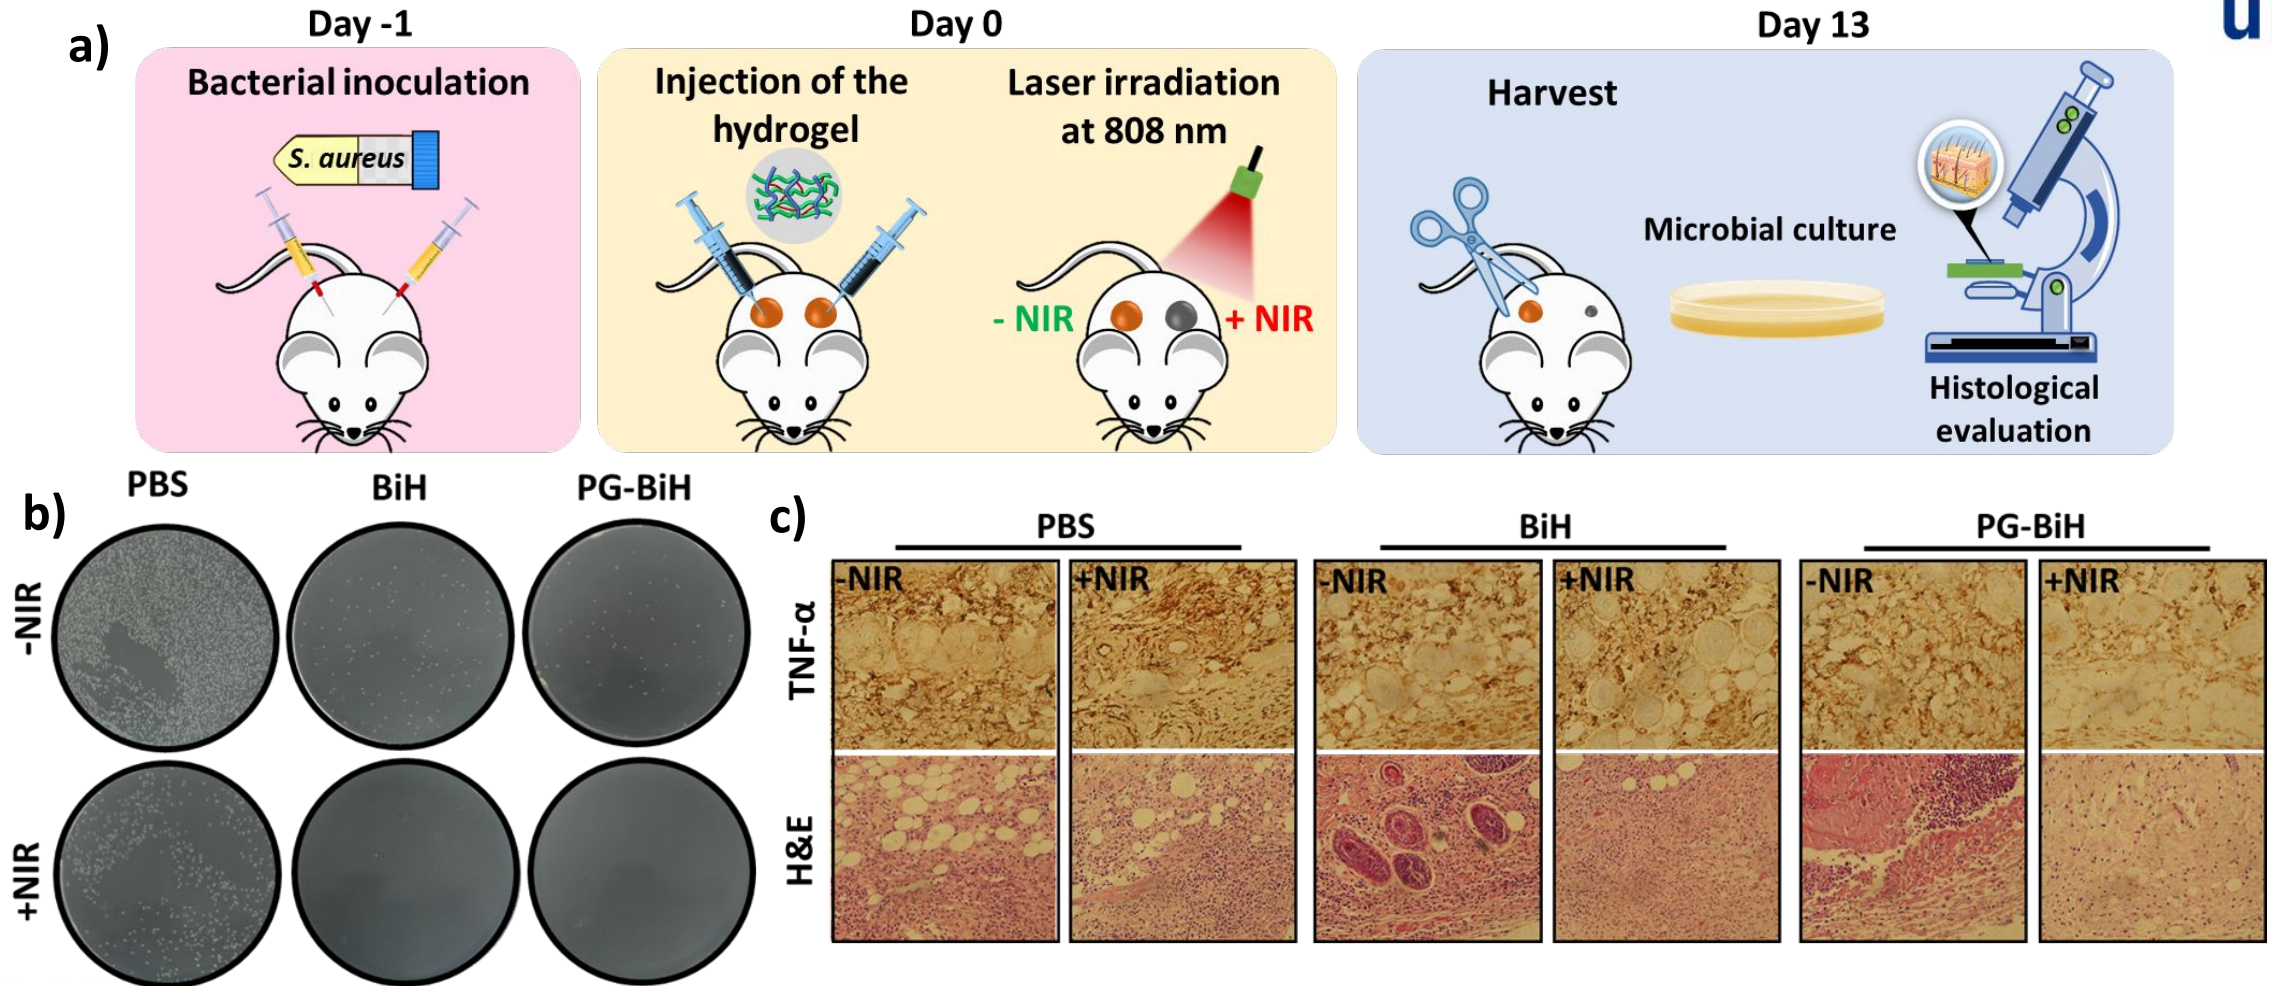 a)
Day -1
Bacterial inoculation
S. aureus
Day 0
Injection of the
hydrogel
Laser irradiation
at 808 nm
- NIR
+ NIR
Day 13
Harvest
Microbial culture
Histological
evaluation
u
b)
PBS
BiH
PG-BiH
-NIR
+NIR
c)
PBS
BiH
PG-BiH
-NIR
+NIR
-NIR
+NIR
-NIR
+NIR
TNF-α
H&E